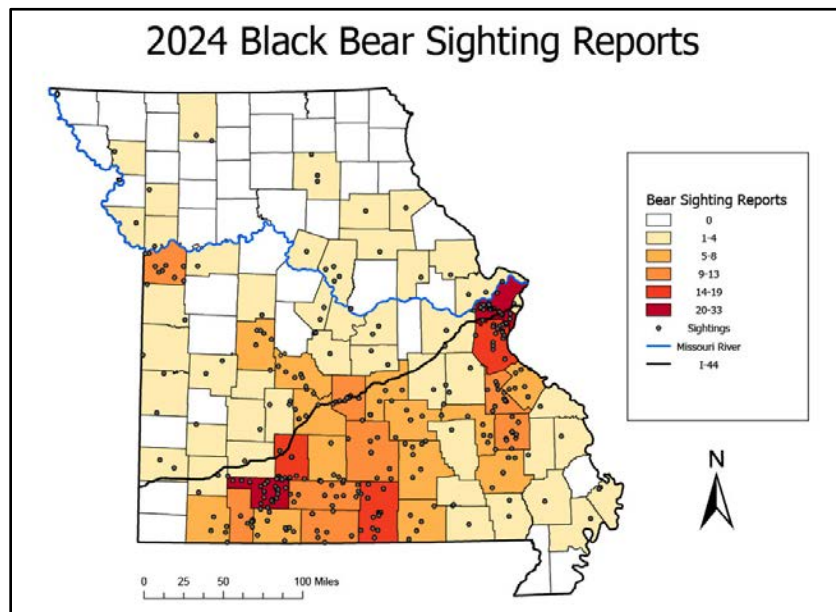 2024 Black Bear Sighting Reports
Bear Sighting Reports
0
1-4
5-8
9-13
14-19
20-33
Sightings
Missouri River
I-44
N
0 25 50 100 Miles